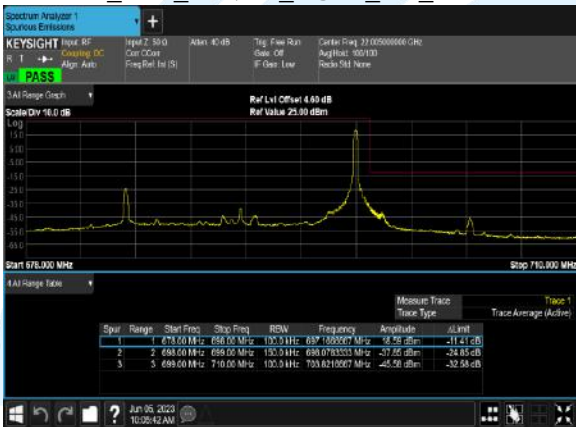 Spectrum Analyzer 1
Spurious Emissions
+
KEYSIGHT Input: RF Input Z: 50 Ω Atten: 40 dB Trig: Free Run Center Freq: 22.005000000 GHz
Coupling: DC Corr CCorr Gate: Off Avg|Hold: 100/100
R T Align: Auto Freq Ref: Int (S) IF Gain: Low Radio Std: None
PASS
3 All Range Graph
Ref Lvl Offset 4.60 dB
Scale/Div 10.0 dB Ref Value 25.00 dBm
Log
15.0
5.00
-5.00
-15.0
-25.0
-35.0
-45.0
-55.0
-65.0
Start 678.000 MHz Stop 710.000 MHz
4 All Range Table
Measure Trace Trace 1
Trace Type Trace Average (Active)
Spur Range Start Freq Stop Freq RBW Frequency Amplitude ΔLimit
1 1 678.00 MHz 698.00 MHz 100.0 kHz 18.59 dBm -11.41 dB
2 2 698.00 MHz 699.00 MHz 698.0783333 MHz -37.85 dBm -24.85 dB
3 3 699.00 MHz 710.00 MHz 100.0 kHz -45.58 dBm -32.58 dB
?
Jun 05, 2023
10:05:42 AM